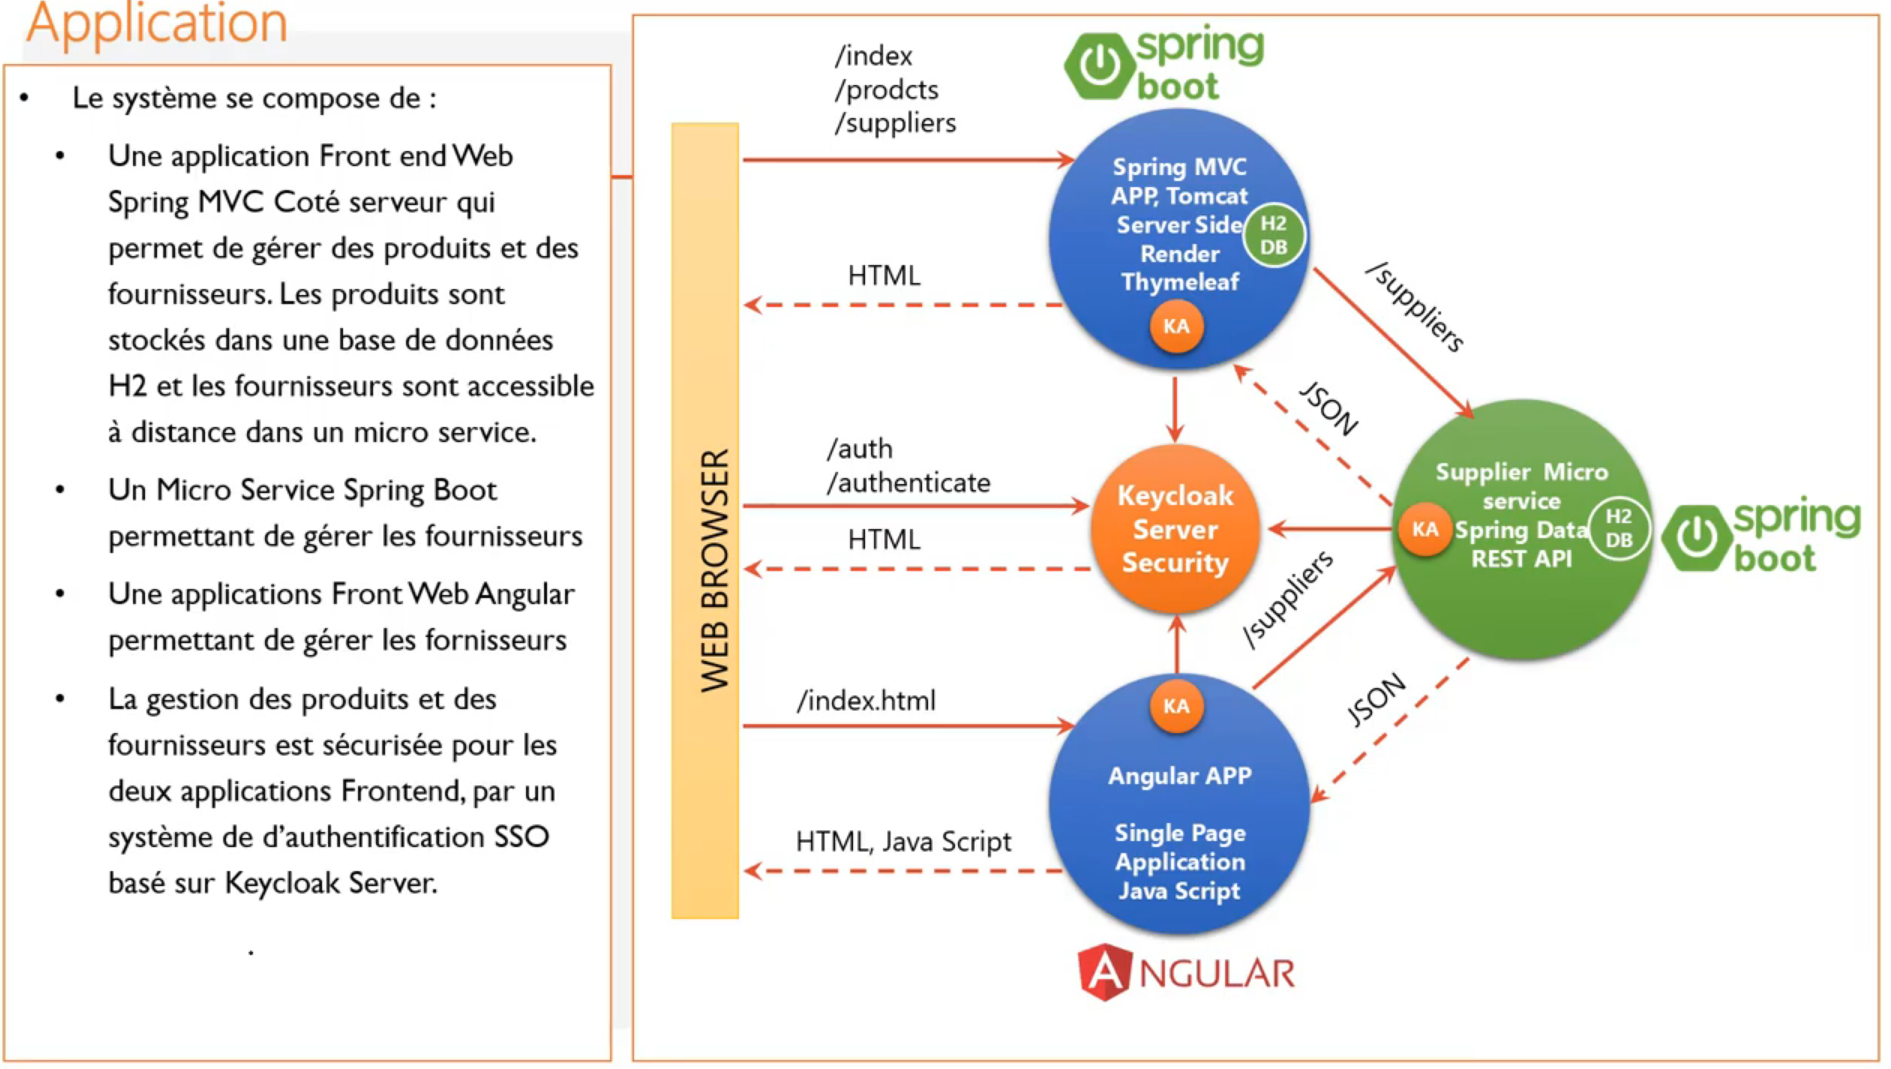 Application
• Le système se compose de :
• Une application Front end Web
Spring MVC Coté serveur qui
permet de gérer des produits et des
fournisseurs. Les produits sont
stockés dans une base de données
H2 et les fournisseurs sont accessible
à distance dans un micro service.
• Un Micro Service Spring Boot
permettant de gérer les fournisseurs
• Une applications Front Web Angular
permettant de gérer les fornisseurs
• La gestion des produits et des
fournisseurs est sécurisée pour les
deux applications Frontend, par un
système de d'authentification SSO
basé sur Keycloak Server.
.
WEB BROWSER
/index
/prodcts
/suppliers
HTML
spring
boot
Spring MVC
APP, Tomcat
Server Side
Render
Thymeleaf
H2
DB
KA
/suppliers
JSON
/auth
/authenticate
HTML
Keycloak
Server
Security
Supplier Micro
service
Spring Data
REST API
KA
H2
DB
spring
boot
/suppliers
JSON
/index.html
HTML, Java Script
KA
Angular APP
Single Page
Application
Java Script
ANGULAR